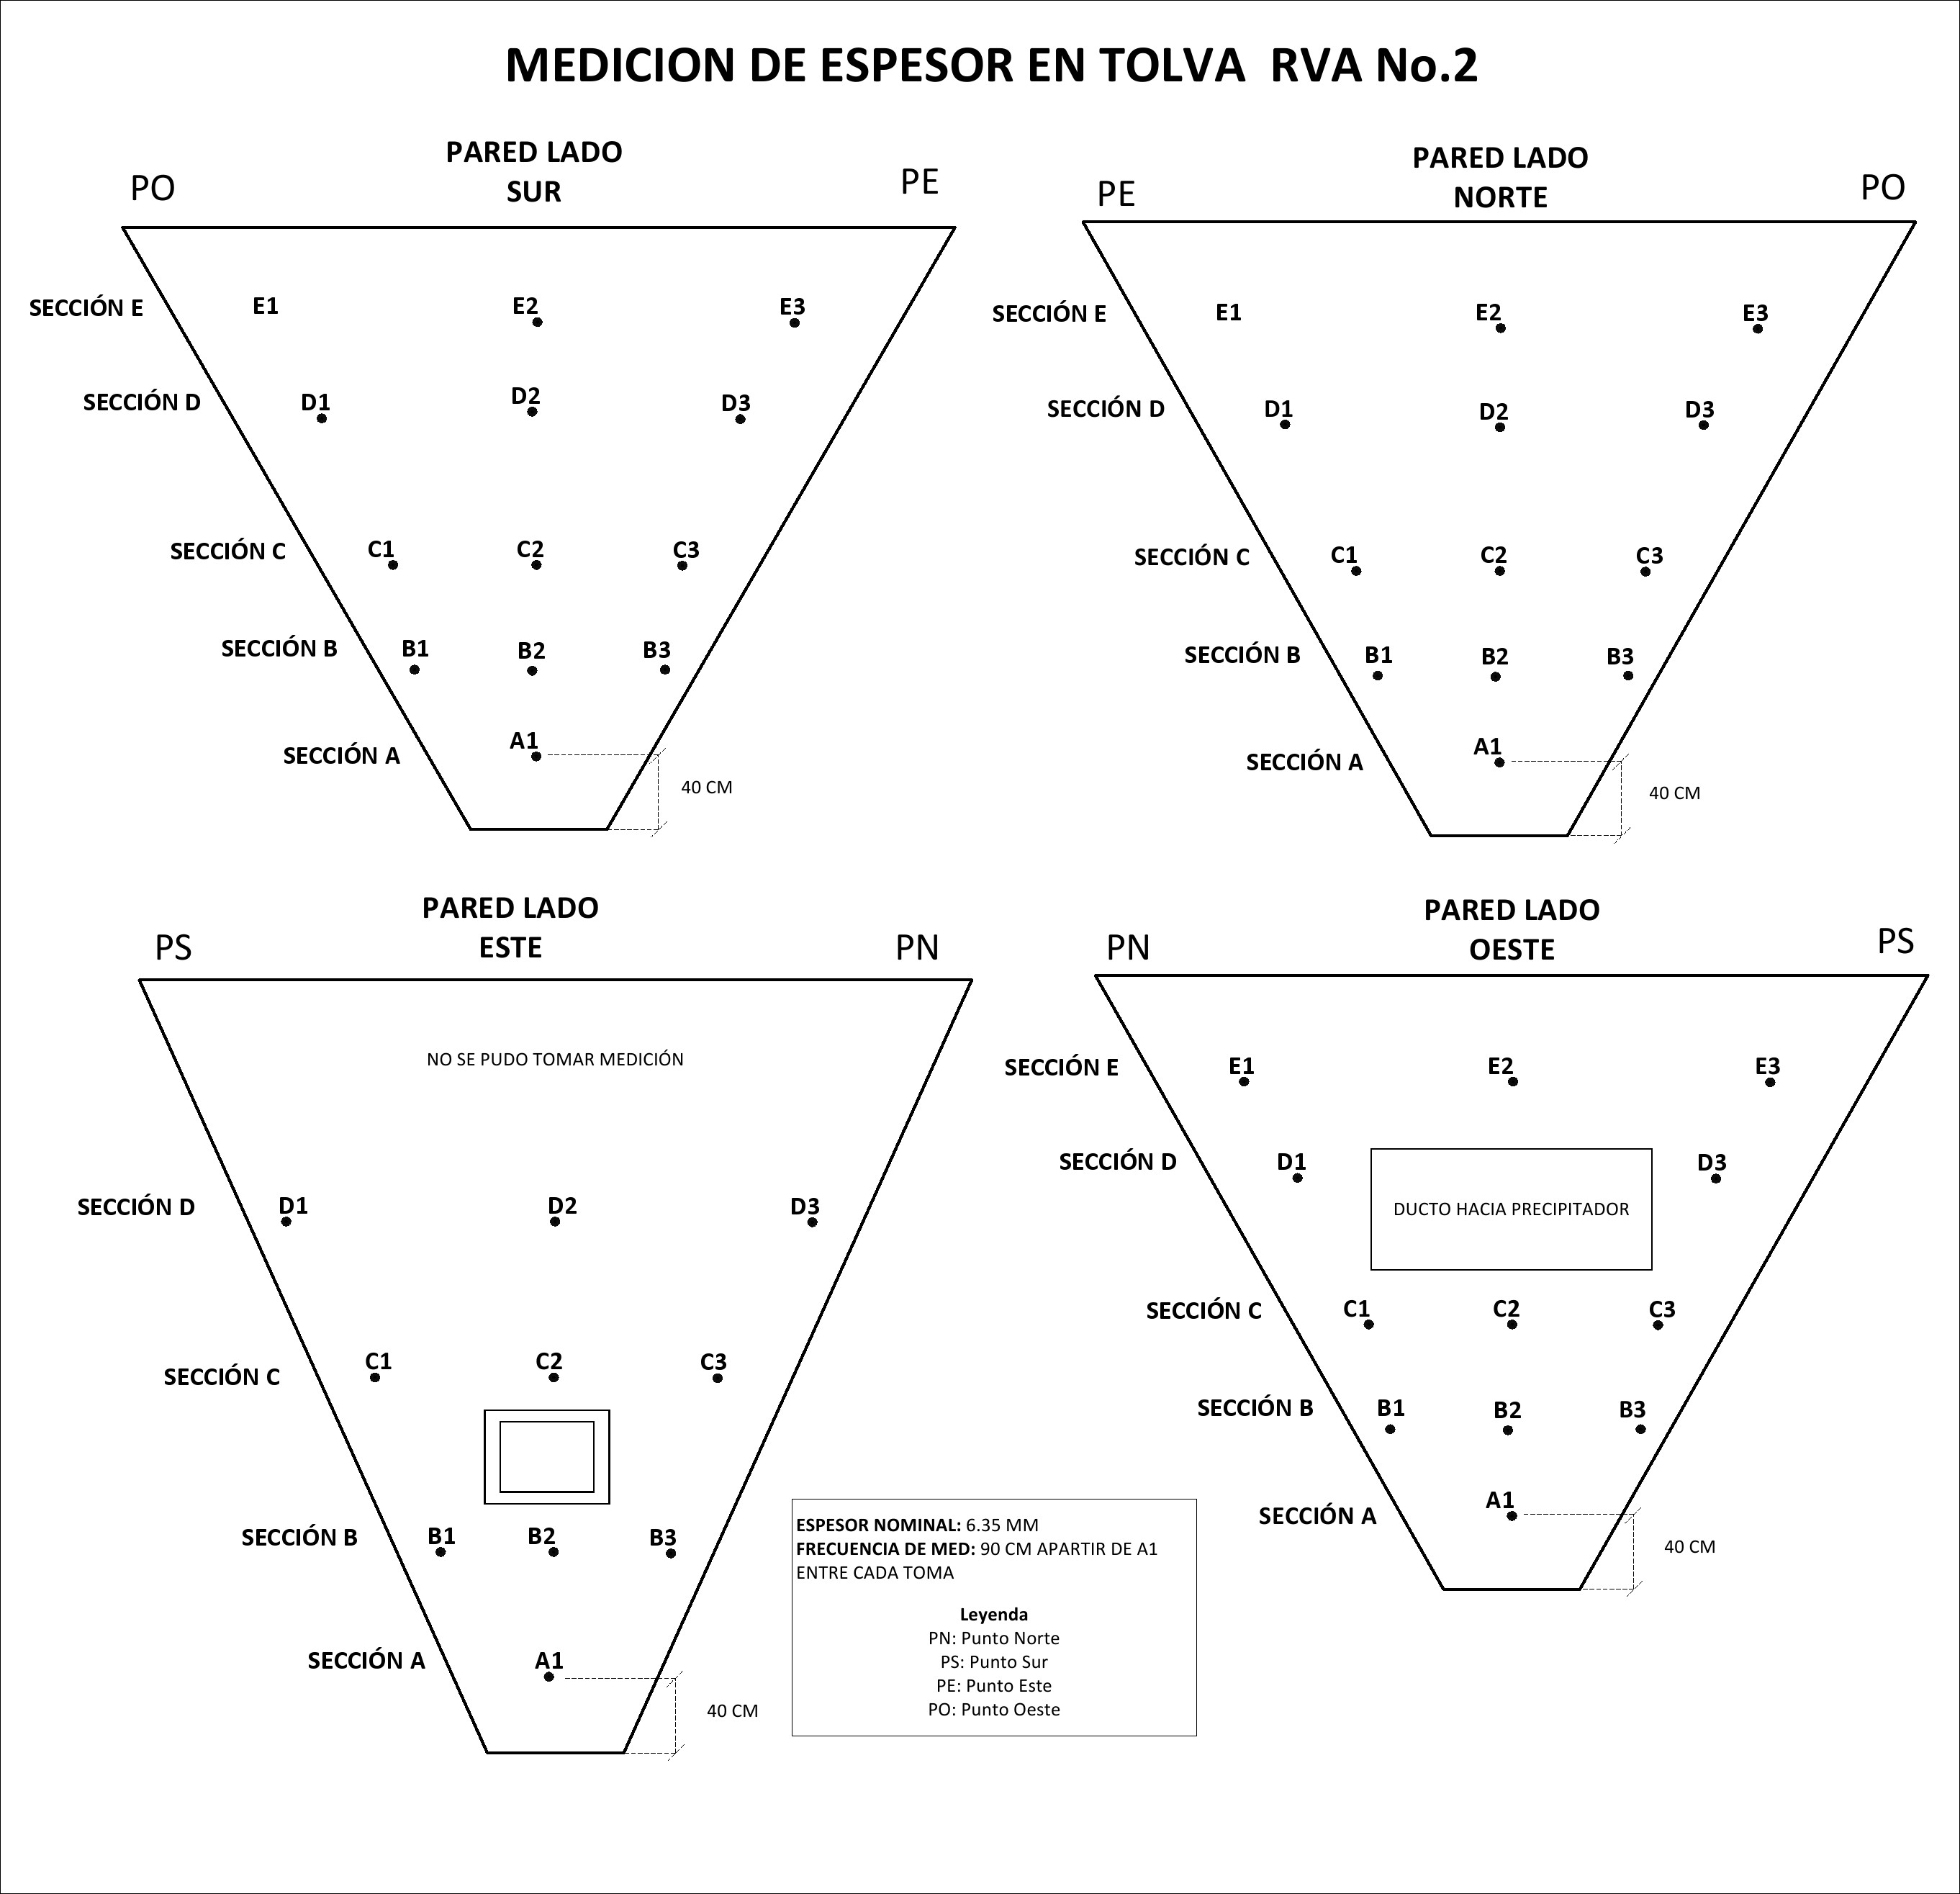 MEDICION DE ESPESOR EN TOLVA RVA No.2
PARED LADO
SUR
PO
PE
SECCIÓN E
E1
E2
E3
SECCIÓN D
D1
D2
D3
SECCIÓN C
C1
C2
C3
SECCIÓN B
B1
B2
B3
SECCIÓN A
A1
40 CM
PARED LADO
NORTE
PE
PO
SECCIÓN E
E1
E2
E3
SECCIÓN D
D1
D2
D3
SECCIÓN C
C1
C2
C3
SECCIÓN B
B1
B2
B3
SECCIÓN A
A1
40 CM
PARED LADO
ESTE
PS
PN
NO SE PUDO TOMAR MEDICIÓN
SECCIÓN D
D1
D2
D3
SECCIÓN C
C1
C2
C3
SECCIÓN B
B1
B2
B3
SECCIÓN A
A1
40 CM
PARED LADO
OESTE
PN
PS
SECCIÓN E
E1
E2
E3
SECCIÓN D
D1
D3
DUCTO HACIA PRECIPITADOR
SECCIÓN C
C1
C2
C3
SECCIÓN B
B1
B2
B3
SECCIÓN A
A1
40 CM
ESPESOR NOMINAL: 6.35 MM
FRECUENCIA DE MED: 90 CM APARTIR DE A1
ENTRE CADA TOMA
Leyenda
PN: Punto Norte
PS: Punto Sur
PE: Punto Este
PO: Punto Oeste